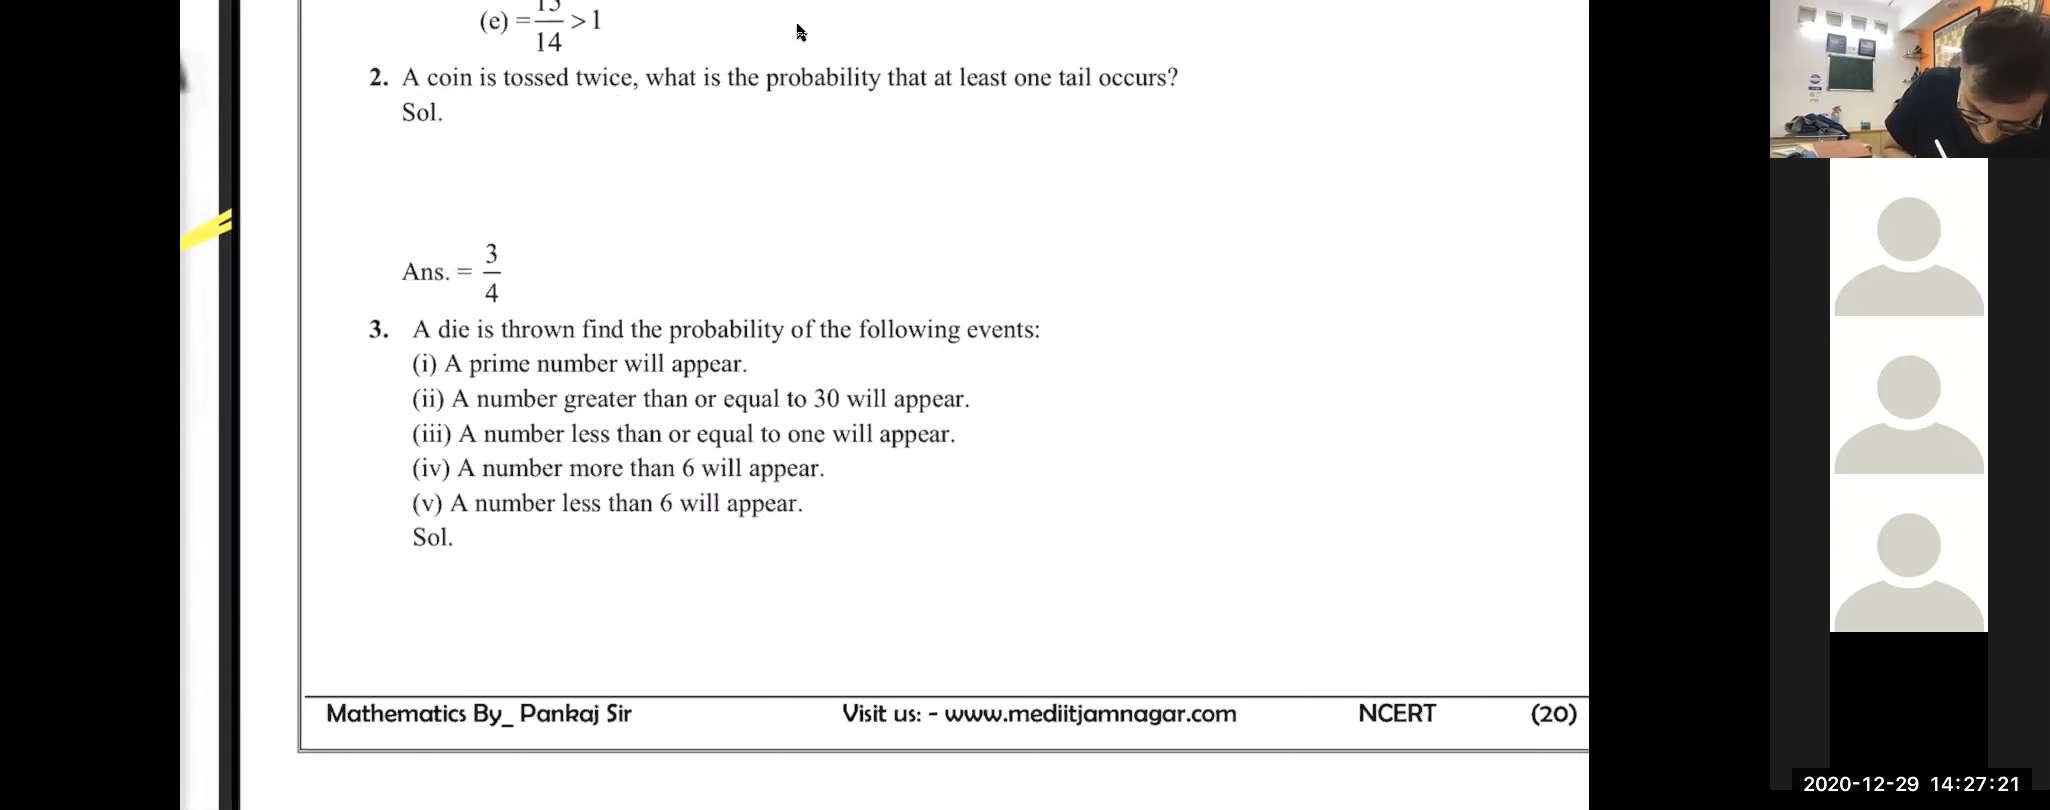 (e) = 15/14 > 1
2. A coin is tossed twice, what is the probability that at least one tail occurs?
Sol.
Ans. = 3/4
3. A die is thrown find the probability of the following events:
(i) A prime number will appear.
(ii) A number greater than or equal to 30 will appear.
(iii) A number less than or equal to one will appear.
(iv) A number more than 6 will appear.
(v) A number less than 6 will appear.
Sol.
Mathematics By_ Pankaj Sir Visit us: - www.mediitjamnagar.com NCERT (20)
2020-12-29 14:27:21